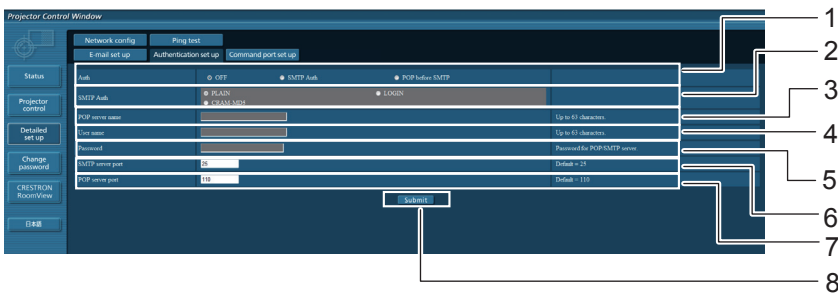 Projector Control Window
1
Network config Ping test
2
E-mail set up Authentication set up Command port set up
Status
Auth OFF SMTP Auth POP before SMTP
3
SMTP Auth PLAIN LOGIN
CRAM-MD5
Projector control
POP server name Up to 63 characters.
4
User name Up to 63 characters.
Detailed set up
Password Password for POP/SMTP server
5
SMTP server port 25 Default = 25
Change password
POP server port 110 Default = 110
6
CRESTRON RoomView
Submit
7
日本語
8